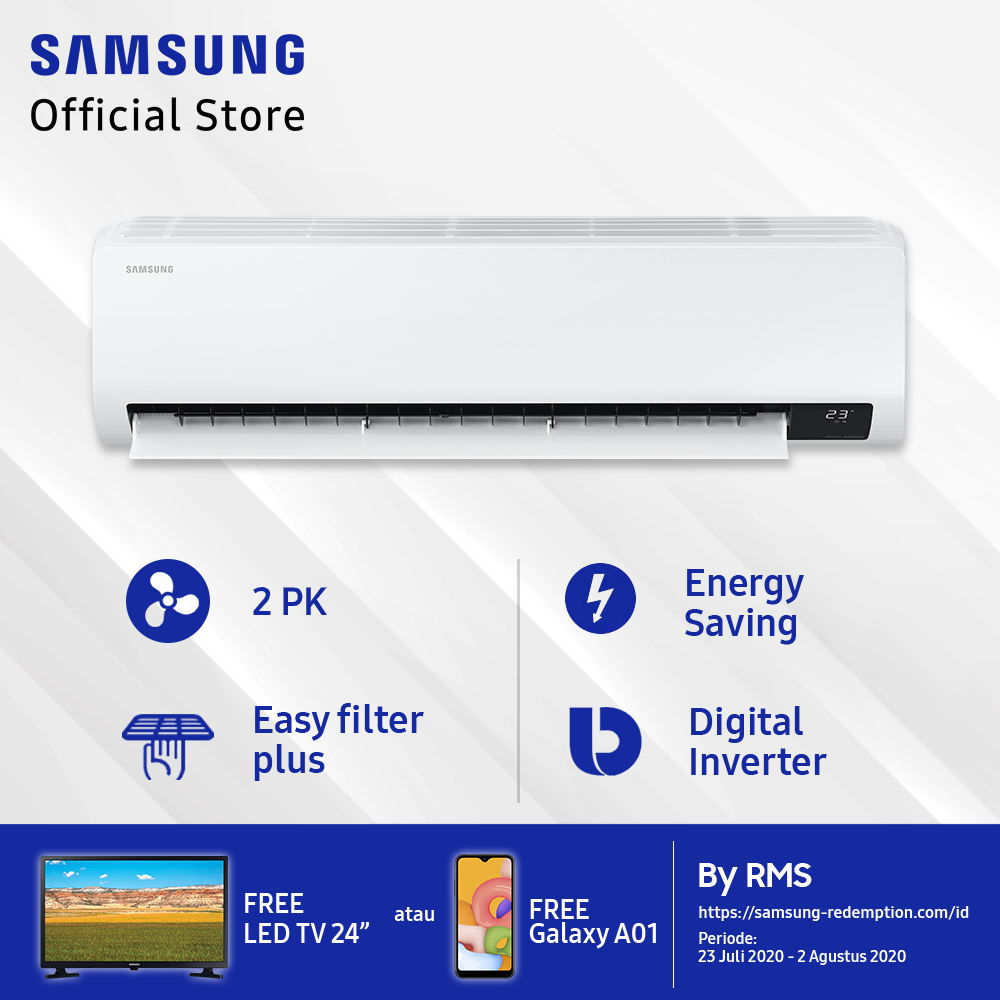 SAMSUNG
Official Store
SAMSUNG
23°
2 PK
Energy
Saving
Easy filter
plus
Digital
Inverter
FREE
LED TV 24”
atau
FREE
Galaxy A01
By RMS
https://samsung-redemption.com/id
Periode:
23 Juli 2020 - 2 Agustus 2020